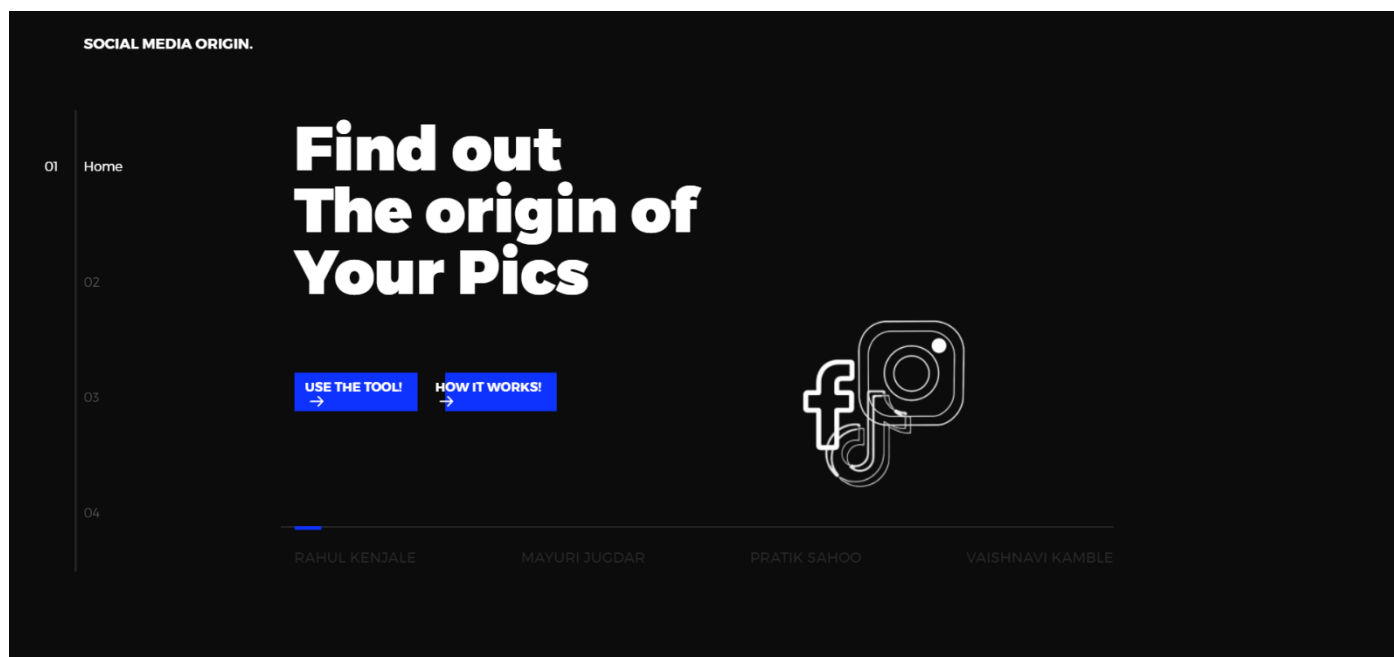 SOCIAL MEDIA ORIGIN.
01 Home
02
03
04
Find out
The origin of
Your Pics
USE THE TOOL! HOW IT WORKS!
RAHUL KENJALE MAYURI JUGDAR PRATIK SAHOO VAISHNAVI KAMBLE